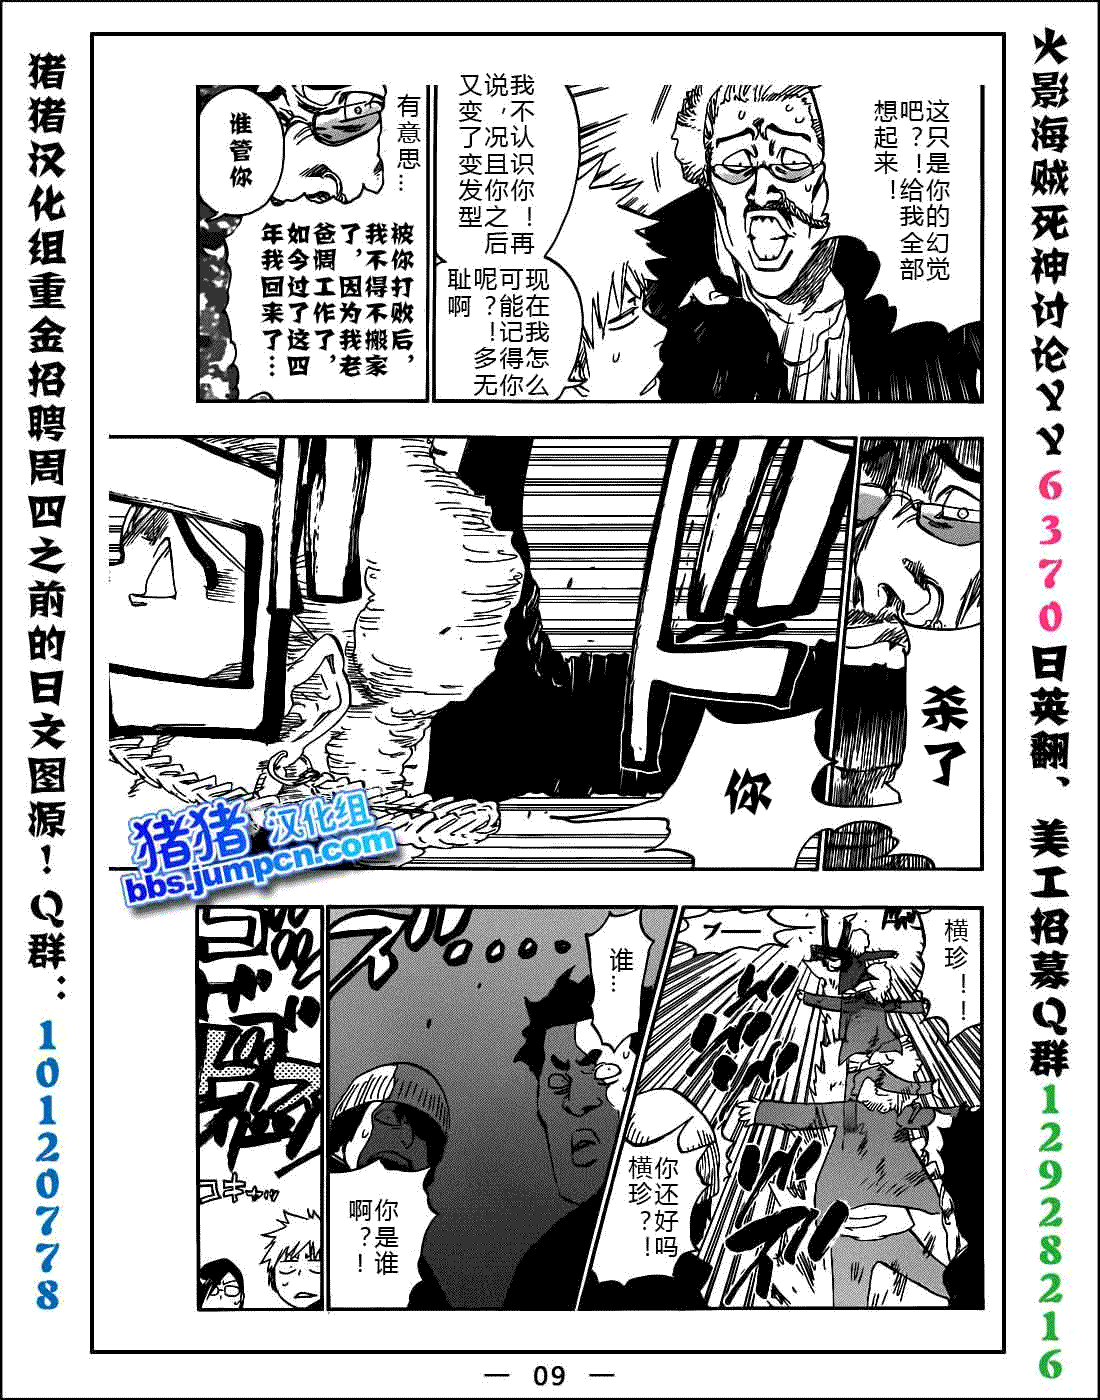 火影海贼死神讨论YY6370日英翻、美工招募Q群12928216
猪猪汉化组重金招聘周四之前的日文图源！Q群：101207778
这只是你的幻觉
吧？！给我全部
想起来！
我不认识你！再
说，况且你之后
又变了变发型
现在我怎么
可能记得你
呢？！多无
耻啊
有意思…
谁管你
被你打败后，
我不得不搬家
了，因为我老
爸调工作了，
如今过了这四
年我回来了…
杀了
你
猪猪汉化组
bbs.jumpcn.com
横珍！！
你还好吗
横珍？！
谁…
你是谁
啊？！
コキャッ
— 09 —